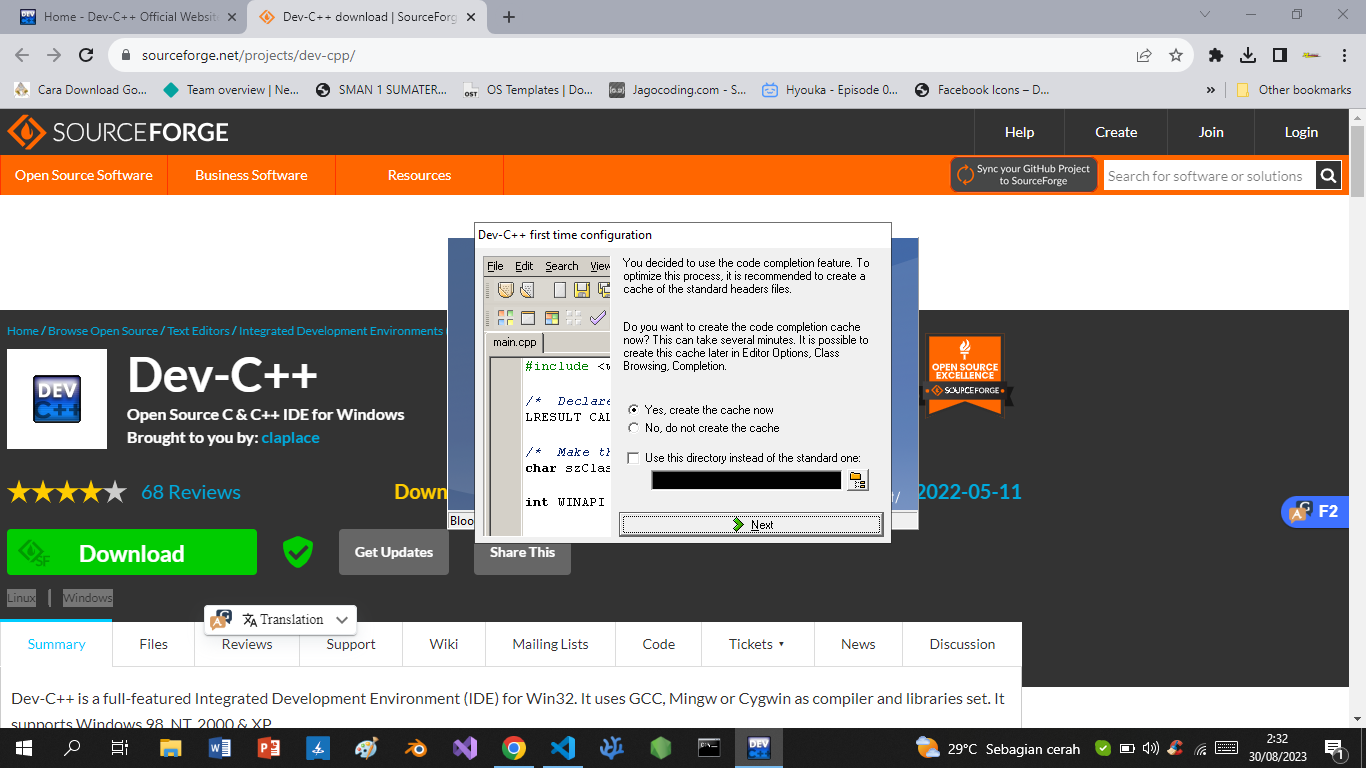 Home - Dev-C++ Official Website
Dev-C++ download | SourceForg
sourceforge.net/projects/dev-cpp/
Cara Download Go...
Team overview | Ne...
SMAN 1 SUMATER...
OS Templates | Do...
Jagocoding.com - S...
Hyouka - Episode 0...
Facebook Icons – D...
»
Other bookmarks
SOURCEFORGE
Help
Create
Join
Login
Open Source Software
Business Software
Resources
Sync your GitHub Project
to SourceForge
Search for software or solutions
Home / Browse Open Source / Text Editors / Integrated Development Environments
DEV
C++
Dev-C++
Open Source C & C++ IDE for Windows
Brought to you by: claplace
OPEN SOURCE
EXCELLENCE
SOURCEFORGE
68 Reviews
Down
2022-05-11
Download
SF
Get Updates
Share This
Linux | Windows
Translation
F2
Dev-C++ first time configuration
File Edit Search View
main.cpp
#include <w
/* Declare
LRESULT CAL
/* Make th
char szClas
int WINAPI
You decided to use the code completion feature. To
optimize this process, it is recommended to create a
cache of the standard headers files.
Do you want to create the code completion cache
now? This can take several minutes. It is possible to
create this cache later in Editor Options, Class
Browsing, Completion.
Yes, create the cache now
No, do not create the cache
Use this directory instead of the standard one:
Next
Bloo
Summary
Files
Reviews
Support
Wiki
Mailing Lists
Code
Tickets
News
Discussion
Dev-C++ is a full-featured Integrated Development Environment (IDE) for Win32. It uses GCC, Mingw or Cygwin as compiler and libraries set. It
supports Windows 98, NT, 2000 & XP.
29°C Sebagian cerah
2:32
30/08/2023
1